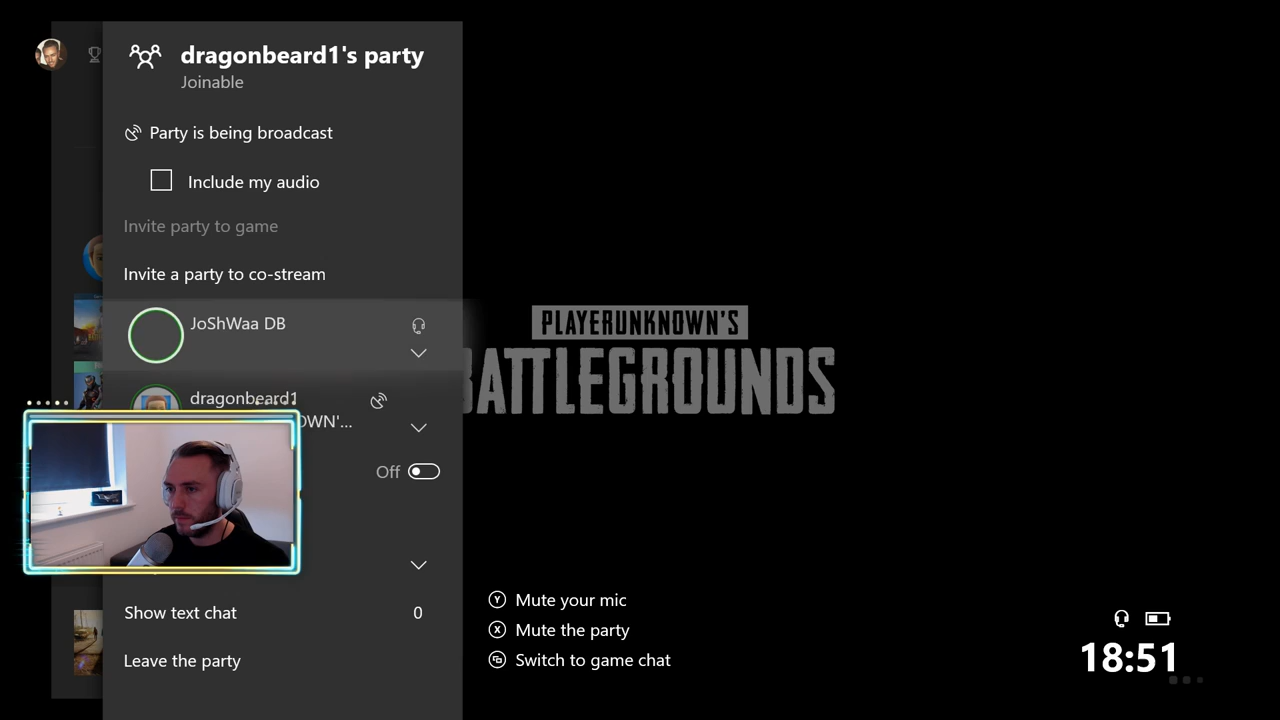 dragonbeard1's party
Joinable
Party is being broadcast
Include my audio
Invite party to game
Invite a party to co-stream
JoShWaa DB
dragonbeard1
OWN'...
Off
Show text chat 0
Leave the party
PLAYERUNKNOWN'S
BATTLEGROUNDS
Y Mute your mic
X Mute the party
Switch to game chat
18:51